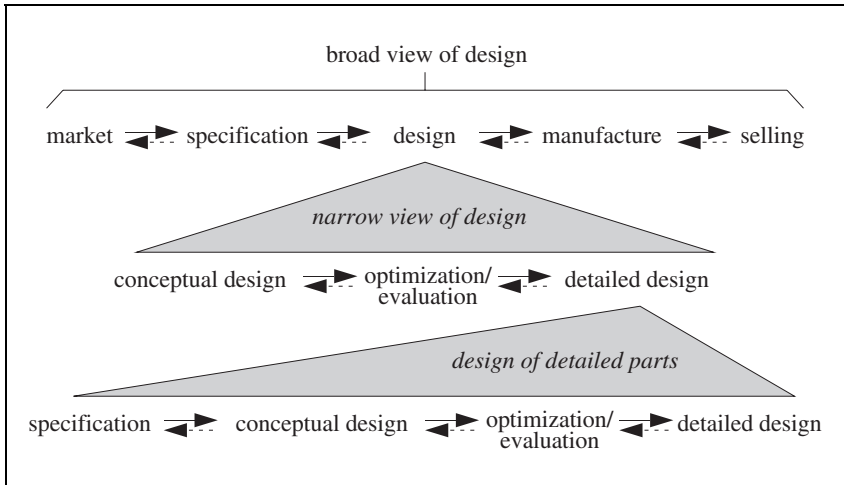 broad view of design
market specification design manufacture selling
narrow view of design
conceptual design optimization/ detailed design
evaluation
design of detailed parts
specification conceptual design optimization/ detailed design
evaluation